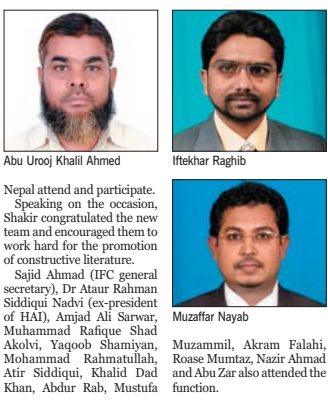 Abu Urooj Khalil Ahmed
Iftekhar Raghib
Nepal attend and participate.
Speaking on the occasion,
Shakir congratulated the new
team and encouraged them to
work hard for the promotion
of constructive literature.
Sajid Ahmad (IFC general
secretary), Dr Ataur Rahman
Siddiqui Nadvi (ex-president
of HAI), Amjad Ali Sarwar,
Muhammad Rafique Shad
Akolvi, Yaqoob Shamiyan,
Mohammad Rahmatullah,
Atir Siddiqui, Khalid Dad
Khan, Abdur Rab, Mustufa
Muzaffar Nayab
Muzammil, Akram Falahi,
Roase Mumtaz, Nazir Ahmad
and Abu Zar also attended the
function.